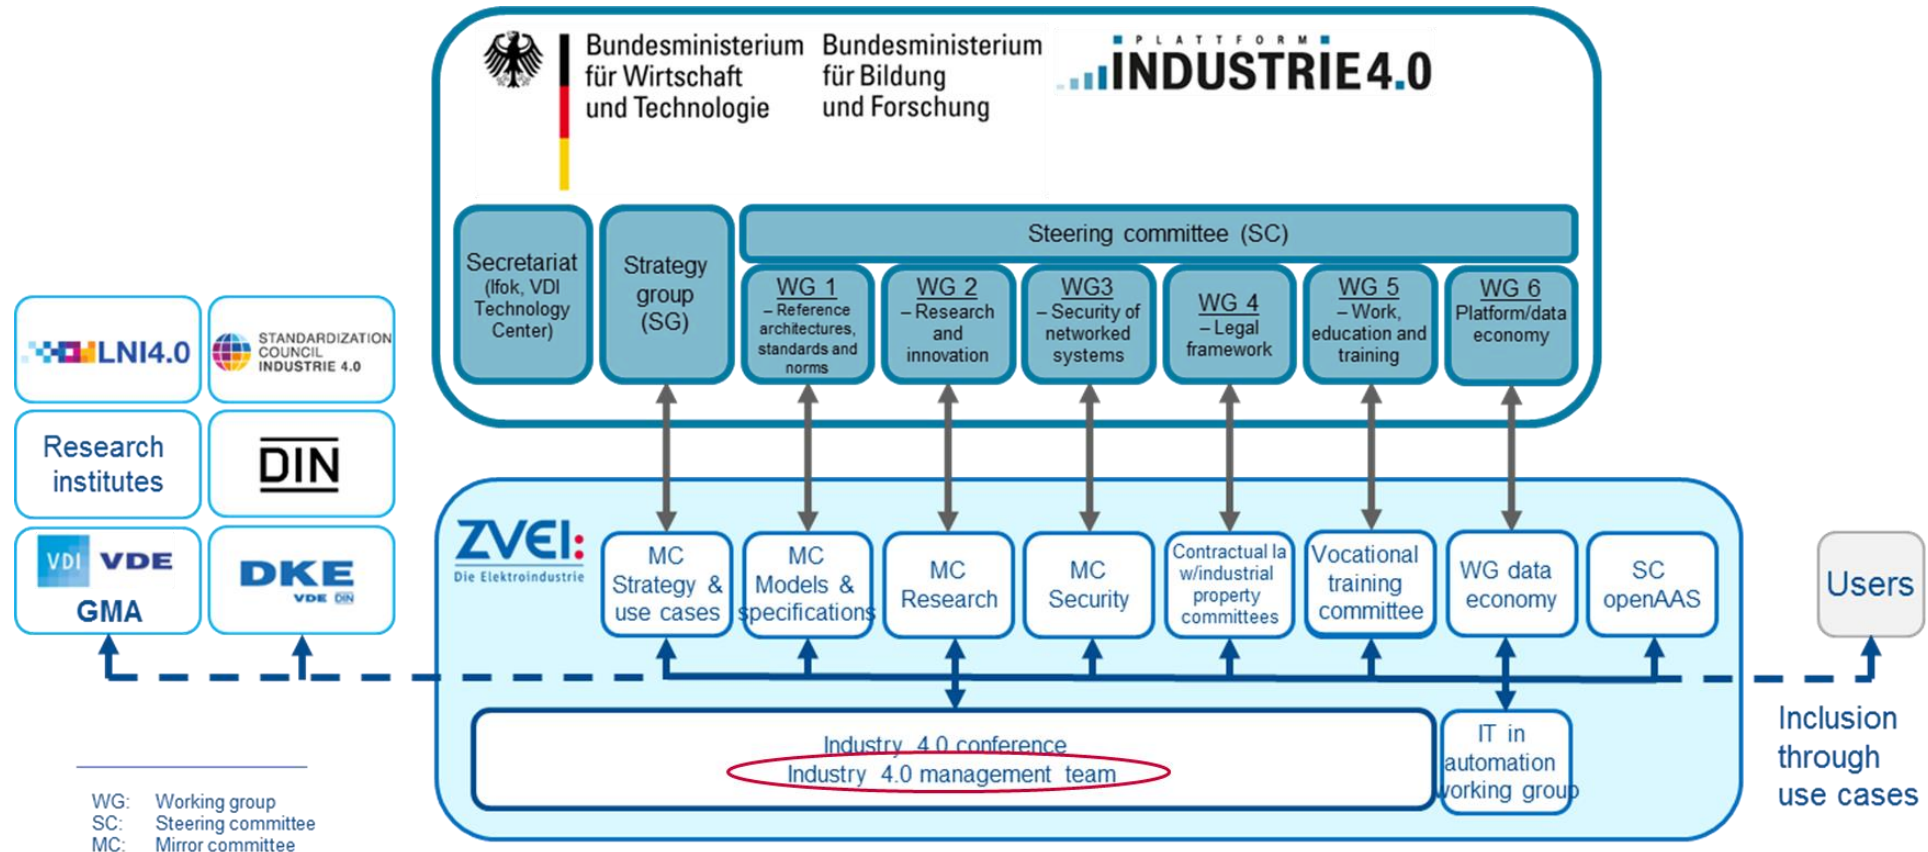 Bundesministerium
für Wirtschaft
und Technologie
Bundesministerium
für Bildung
und Forschung
PLATTFORM
INDUSTRIE 4.0
Secretariat
(Ifok, VDI
Technology
Center)
Strategy
group
(SG)
Steering committee (SC)
WG 1
– Reference
architectures,
standards and
norms
WG 2
– Research
and
innovation
WG3
– Security of
networked
systems
WG 4
– Legal
framework
WG 5
– Work,
education and
training
WG 6
Platform/data
economy
LNI4.0
STANDARDIZATION
COUNCIL
INDUSTRIE 4.0
Research
institutes
DIN
VDI VDE
GMA
DKE
VDE DIN
ZVEI:
Die Elektroindustrie
MC
Strategy &
use cases
MC
Models &
specifications
MC
Research
MC
Security
Contractual la
w/industrial
property
committees
Vocational
training
committee
WG data
economy
SC
openAAS
Users
Industry 4.0 conference
Industry 4.0 management team
IT in
automation
working group
Inclusion
through
use cases
WG: Working group
SC: Steering committee
MC: Mirror committee